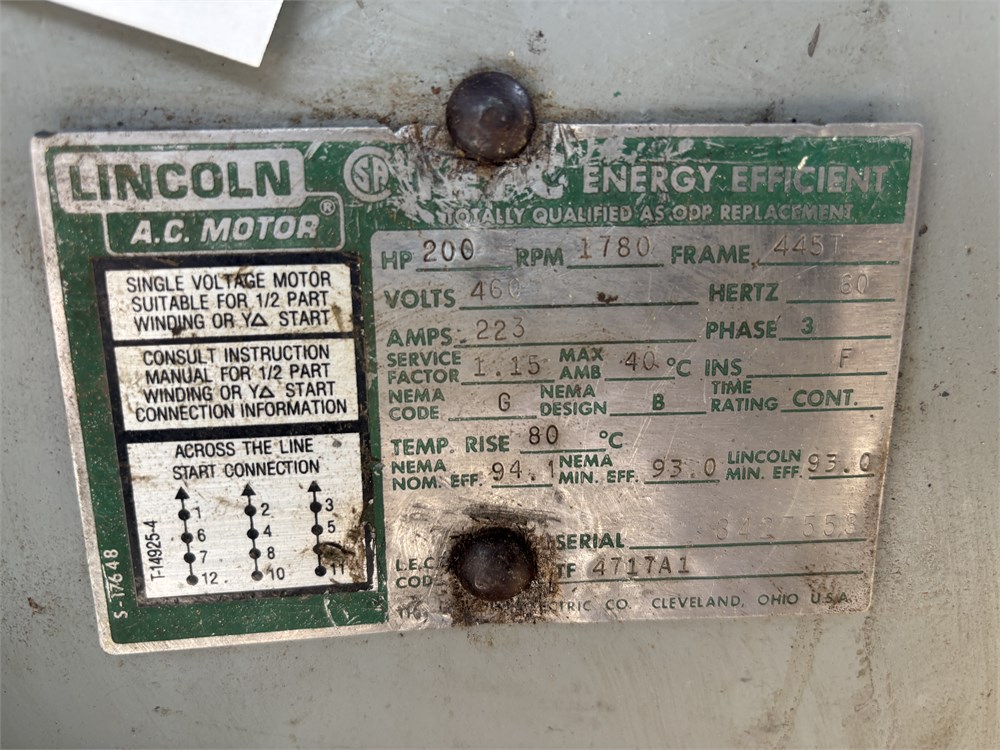 LINCOLN ®
A.C. MOTOR
SA
ENERGY EFFICIENT
TOTALLY QUALIFIED AS ODP REPLACEMENT
SINGLE VOLTAGE MOTOR
SUITABLE FOR 1/2 PART
WINDING OR Y△ START
CONSULT INSTRUCTION
MANUAL FOR 1/2 PART
WINDING OR Y△ START
CONNECTION INFORMATION
ACROSS THE LINE
START CONNECTION
1 2 3
6 4 5
7 8
12 10 11
T-14925-4
S-17648
HP 200 RPM 1780 FRAME 445T
VOLTS 460 HERTZ 60
AMPS 223 PHASE 3
SERVICE FACTOR 1.15 MAX AMB 40 °C INS F
NEMA CODE G NEMA DESIGN B TIME RATING CONT.
TEMP. RISE 80 °C
NEMA NOM. EFF. 94.1 NEMA MIN. EFF. 93.0 LINCOLN MIN. EFF. 93.0
SERIAL
L.E.C. COD TF 4717A1
CO. CLEVELAND, OHIO U.S.A.